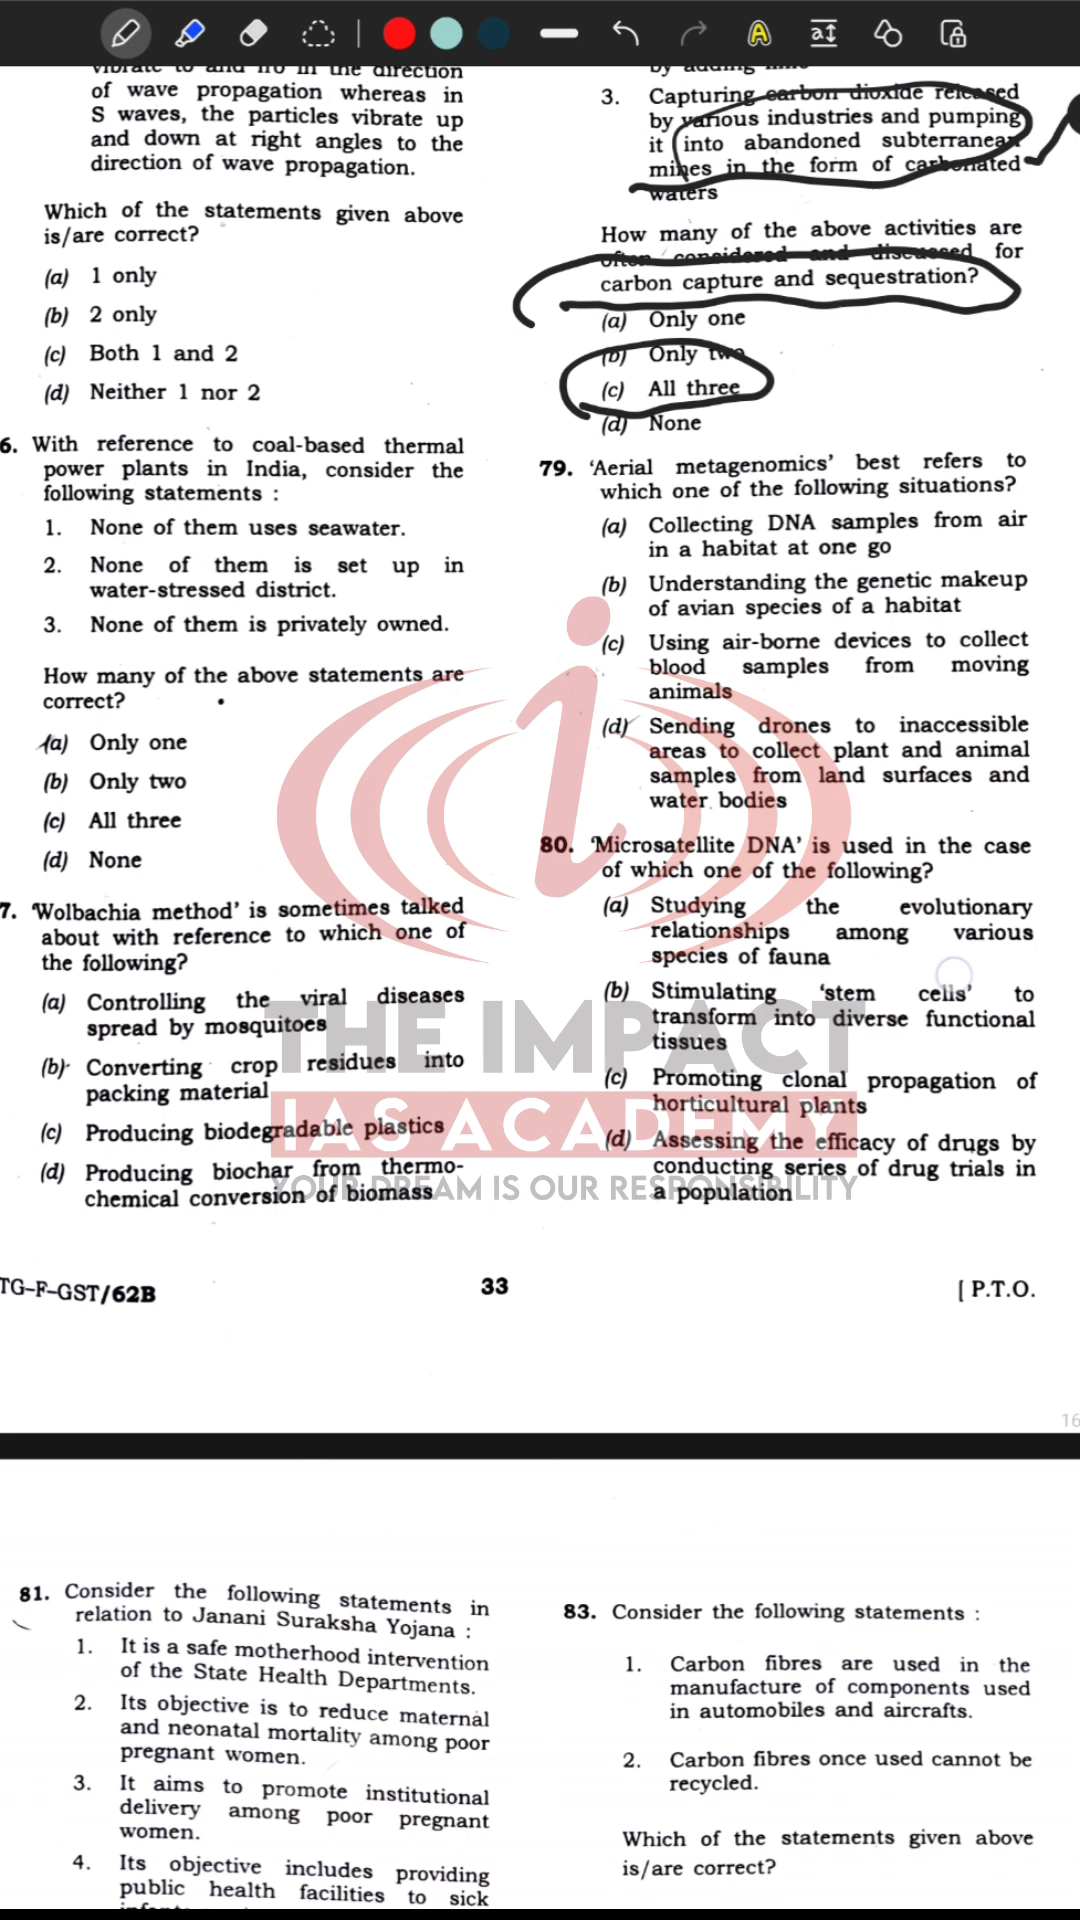 of wave propagation whereas in
S waves, the particles vibrate up
and down at right angles to the
direction of wave propagation.
Which of the statements given above
is/are correct?
(a) 1 only
(b) 2 only
(c) Both 1 and 2
(d) Neither 1 nor 2
6. With reference to coal-based thermal
power plants in India, consider the
following statements :
1. None of them uses seawater.
2. None of them is set up in
water-stressed district.
3. None of them is privately owned.
How many of the above statements are
correct?
(a) Only one
(b) Only two
(c) All three
(d) None
7. 'Wolbachia method' is sometimes talked
about with reference to which one of
the following?
(a) Controlling the viral diseases
spread by mosquitoes
(b) Converting crop residues into
packing material
(c) Producing biodegradable plastics
(d) Producing biochar from thermo-
chemical conversion of biomass
3. Capturing carbon dioxide released
by various industries and pumping
it into abandoned subterranean
mines in the form of carbonated
waters
How many of the above activities are
often considered and discussed for
carbon capture and sequestration?
(a) Only one
(b) Only two
(c) All three
(d) None
79. 'Aerial metagenomics' best refers to
which one of the following situations?
(a) Collecting DNA samples from air
in a habitat at one go
(b) Understanding the genetic makeup
of avian species of a habitat
(c) Using air-borne devices to collect
blood samples from moving
animals
(d) Sending drones to inaccessible
areas to collect plant and animal
samples from land surfaces and
water bodies
80. 'Microsatellite DNA' is used in the case
of which one of the following?
(a) Studying the evolutionary
relationships among various
species of fauna
(b) Stimulating 'stem cells' to
transform into diverse functional
tissues
(c) Promoting clonal propagation of
horticultural plants
(d) Assessing the efficacy of drugs by
conducting series of drug trials in
a population
THE IMPACT
IAS ACADEMY
YOUR DREAM IS OUR RESPONSIBILITY
TG-F-GST/62B
33
[ P.T.O.
16
81. Consider the following statements in
relation to Janani Suraksha Yojana :
1. It is a safe motherhood intervention
of the State Health Departments.
2. Its objective is to reduce maternal
and neonatal mortality among poor
pregnant women.
3. It aims to promote institutional
delivery among poor pregnant
women.
4. Its objective includes providing
public health facilities to sick
83. Consider the following statements :
1. Carbon fibres are used in the
manufacture of components used
in automobiles and aircrafts.
2. Carbon fibres once used cannot be
recycled.
Which of the statements given above
is/are correct?